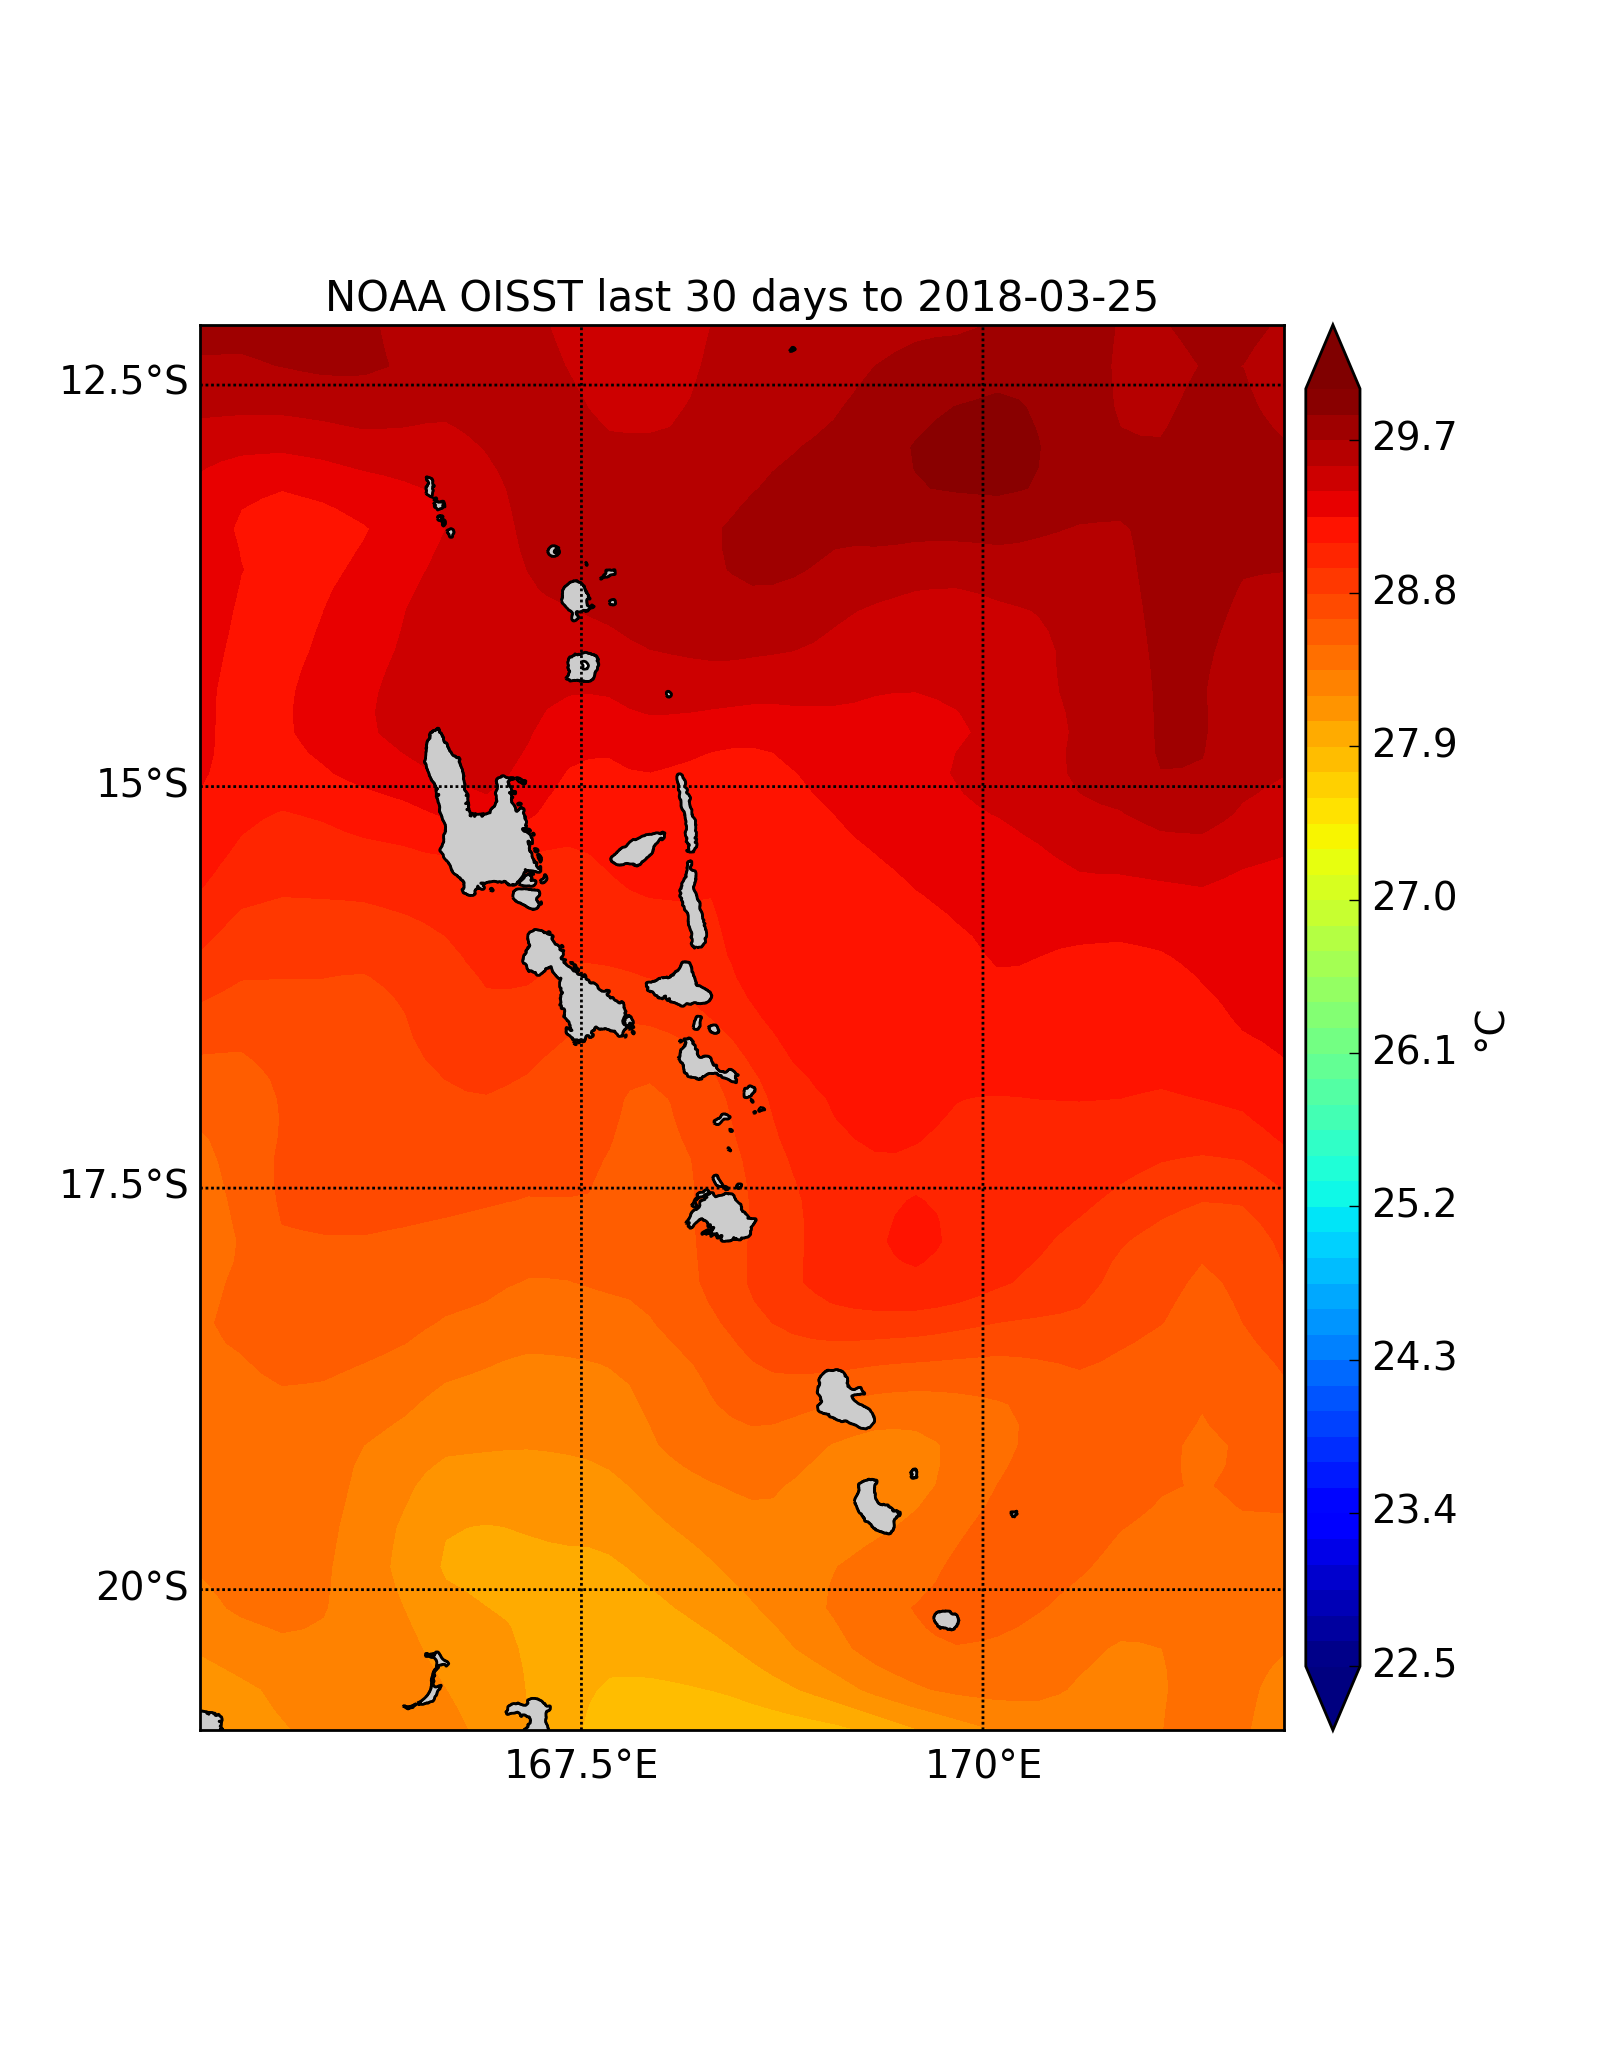 NOAA OISST last 30 days to 2018-03-25
12.5°S
15°S
17.5°S
20°S
167.5°E
170°E
29.7
28.8
27.9
27.0
26.1
25.2
24.3
23.4
22.5
°C